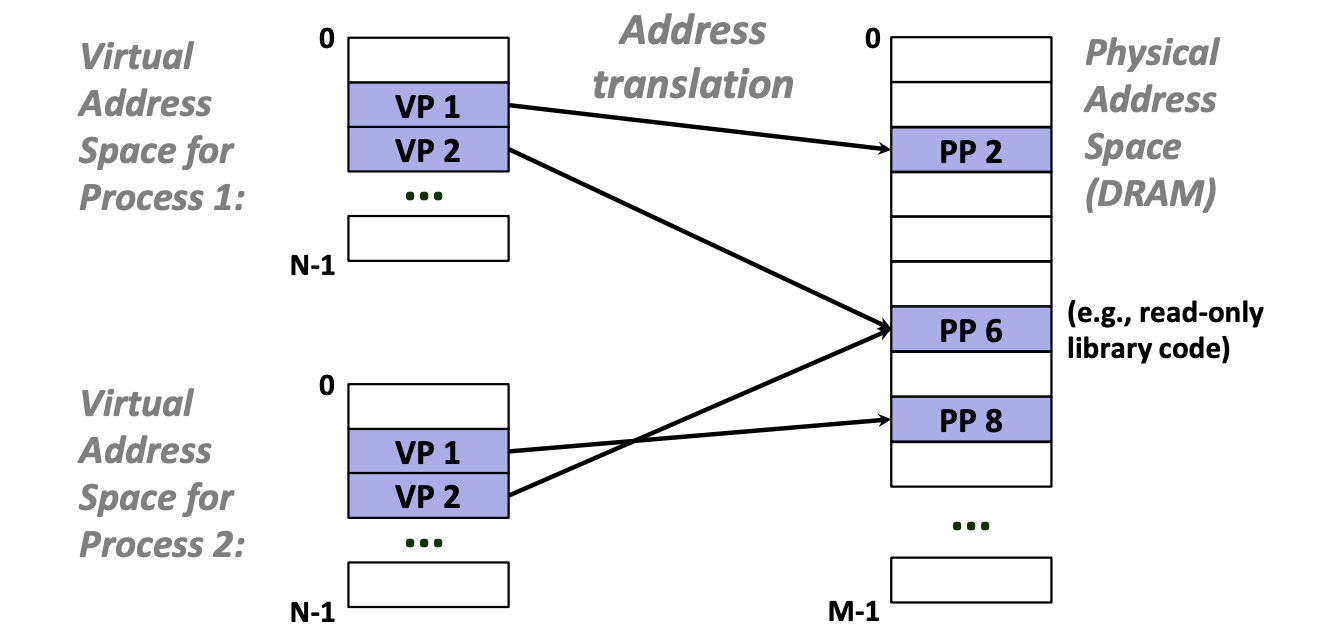 Virtual
Address
Space for
Process 1:
0
VP 1
VP 2
...
N-1
Address
translation
0
PP 2
PP 6
PP 8
...
M-1
Physical
Address
Space
(DRAM)
(e.g., read-only
library code)
Virtual
Address
Space for
Process 2:
0
VP 1
VP 2
...
N-1